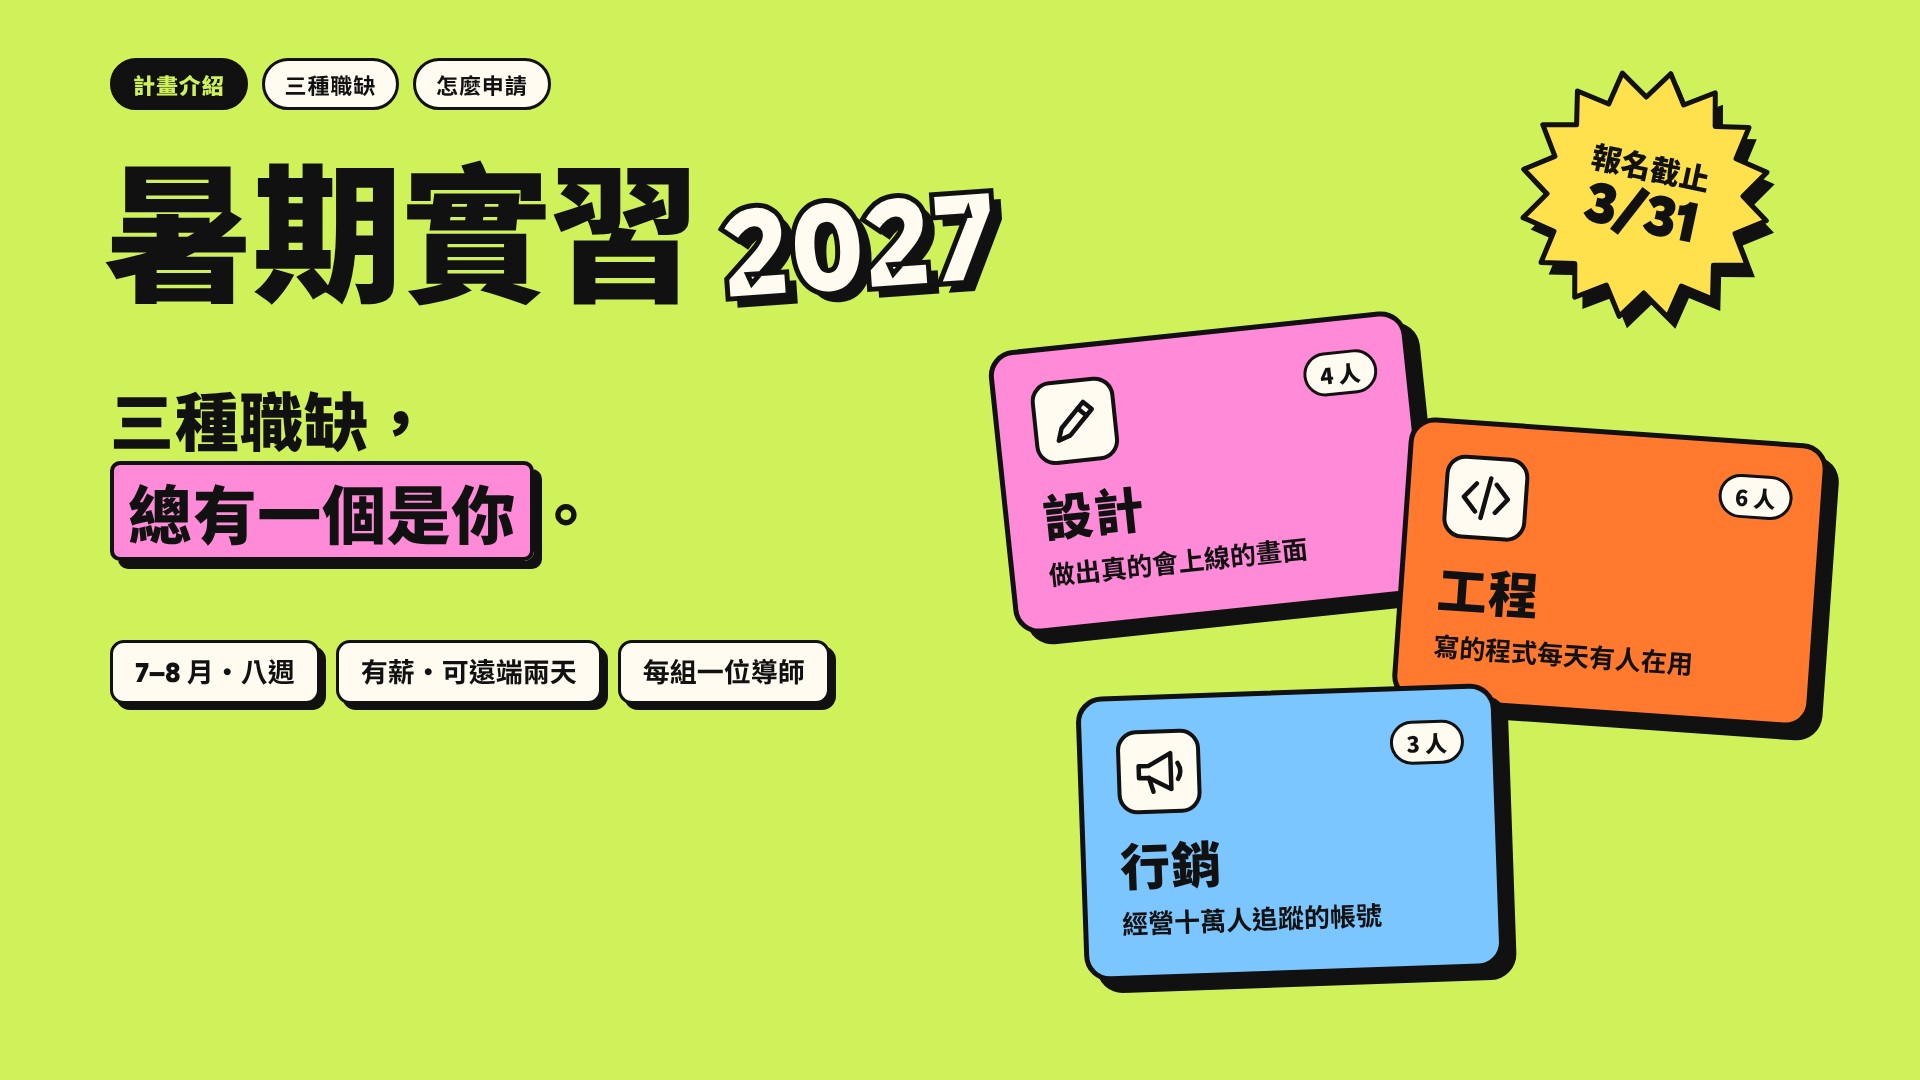 計畫介紹
三種職缺
怎麼申請
暑期實習 2027
報名截止
3/31
三種職缺，
總有一個是你。
7–8 月・八週
有薪・可遠端兩天
每組一位導師
4 人
設計
做出真的會上線的畫面
6 人
工程
寫的程式每天有人在用
3 人
行銷
經營十萬人追蹤的帳號